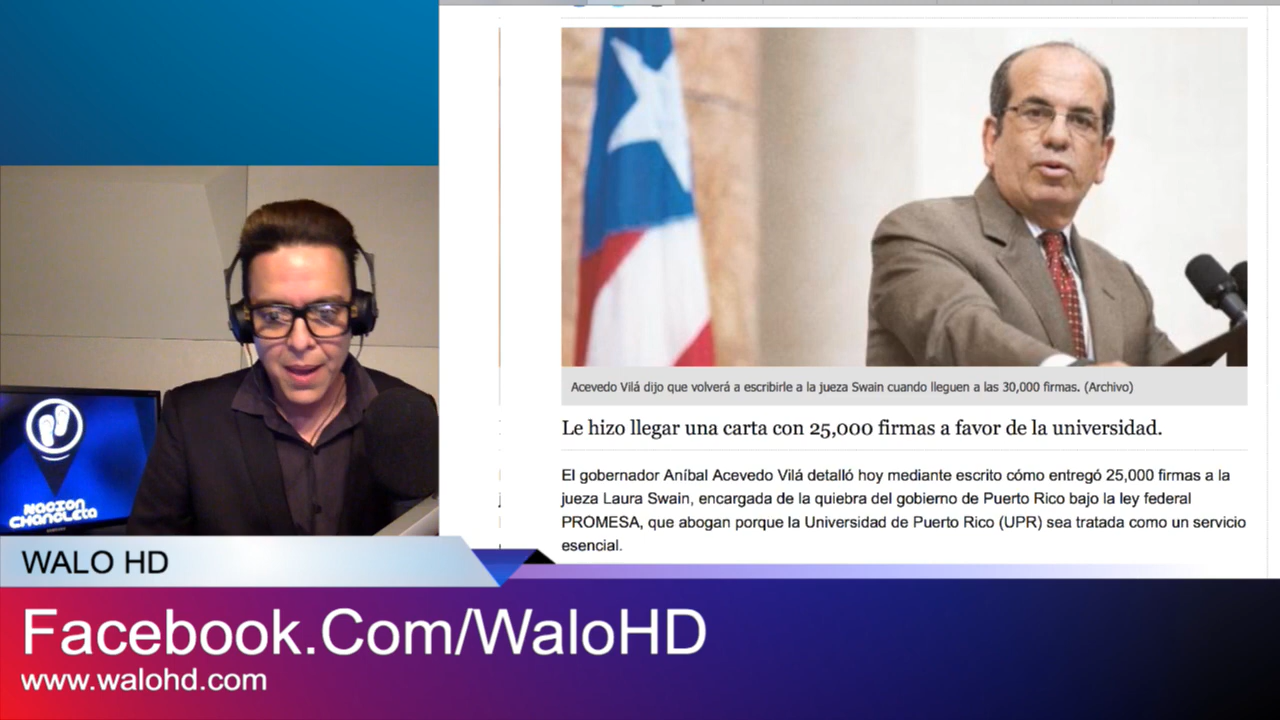 Acevedo Vilá dijo que volverá a escribirle a la jueza Swain cuando lleguen a las 30,000 firmas. (Archivo)
Le hizo llegar una carta con 25,000 firmas a favor de la universidad.
El gobernador Aníbal Acevedo Vilá detalló hoy mediante escrito cómo entregó 25,000 firmas a la
jueza Laura Swain, encargada de la quiebra del gobierno de Puerto Rico bajo la ley federal
PROMESA, que abogan porque la Universidad de Puerto Rico (UPR) sea tratada como un servicio
esencial.
NACION
CHANCLETA
SAMSUNG
WALO HD
Facebook.Com/WaloHD
www.walohd.com